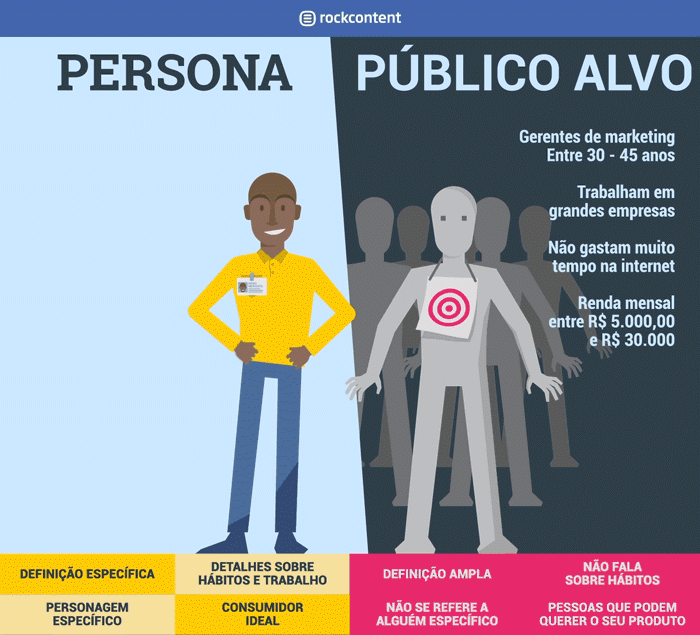 rockcontent
PERSONA
PÚBLICO ALVO
Gerentes de marketing
Entre 30 - 45 anos
Trabalham em
grandes empresas
Não gastam muito
tempo na internet
Renda mensal
entre R$ 5.000,00
e R$ 30.000
DEFINIÇÃO ESPECÍFICA
DETALHES SOBRE
HÁBITOS E TRABALHO
DEFINIÇÃO AMPLA
NÃO FALA
SOBRE HÁBITOS
PERSONAGEM
ESPECÍFICO
CONSUMIDOR
IDEAL
NÃO SE REFERE A
ALGUÉM ESPECÍFICO
PESSOAS QUE PODEM
QUERER O SEU PRODUTO